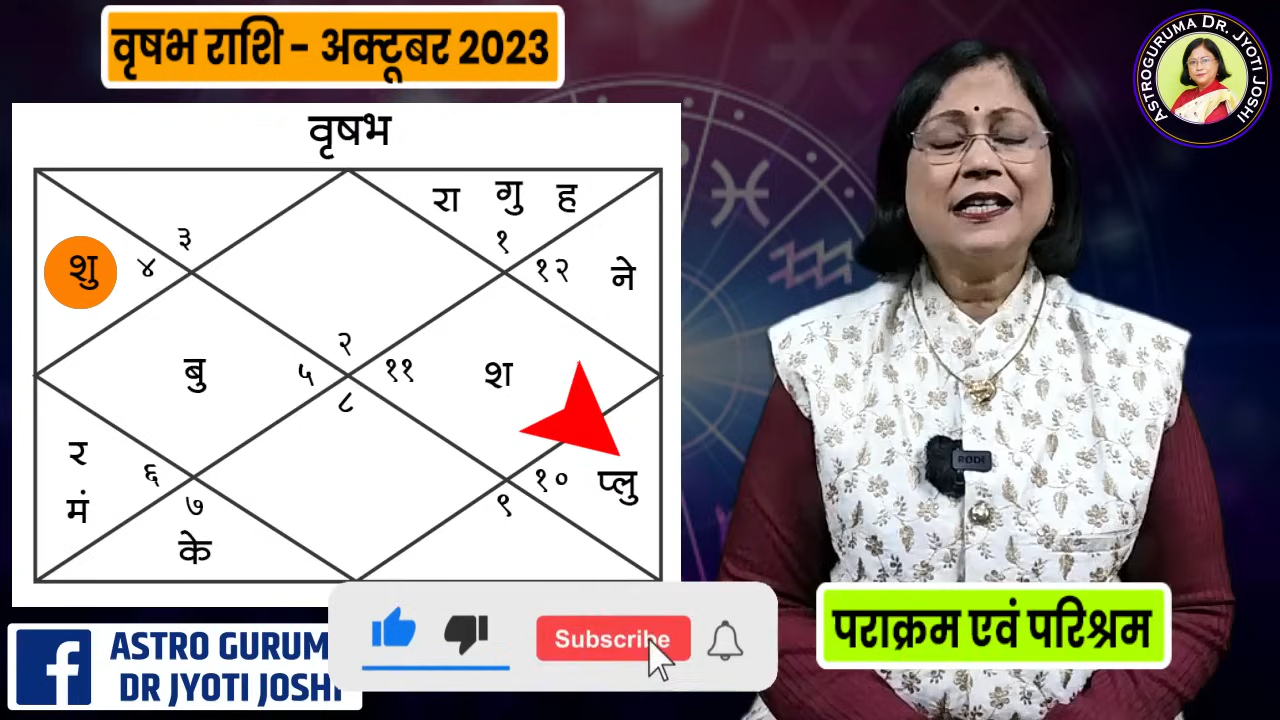 वृषभ राशि - अक्टूबर 2023
ASTROGURUMA DR. JYOTI JOSHI
वृषभ
रा गु ह
३ १
शु ४ १२ ने
२
बु ५ ११ श
८
र ६ १० प्लु
मं ७ ९
के
RØDE
ASTRO GURUM
DR JYOTI JOSHI
Subscribe
पराक्रम एवं परिश्रम